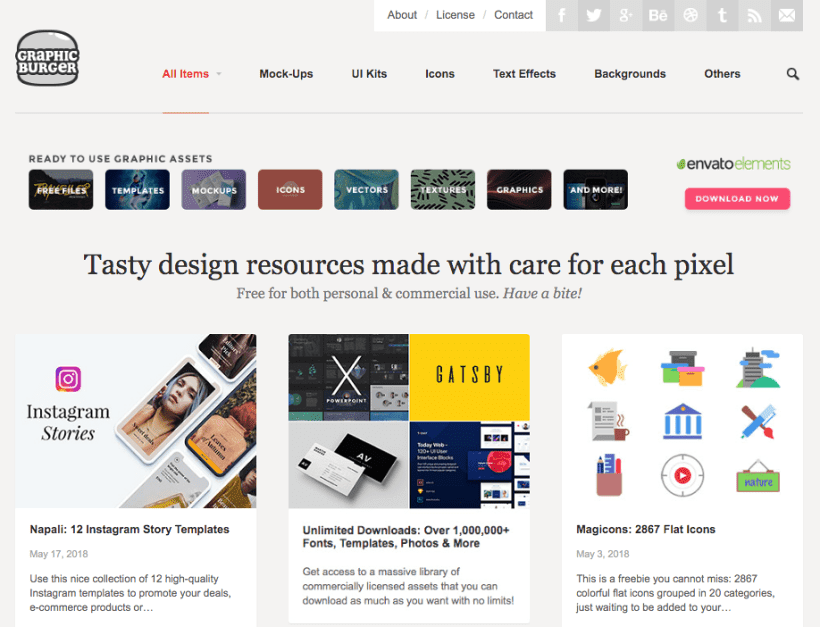 About / License / Contact
GRAPHIC
BURGER
All Items
Mock-Ups
UI Kits
Icons
Text Effects
Backgrounds
Others
READY TO USE GRAPHIC ASSETS
FREE FILES
TEMPLATES
MOCKUPS
ICONS
VECTORS
TEXTURES
GRAPHICS
AND MORE!
envatoelements
DOWNLOAD NOW
Tasty design resources made with care for each pixel
Free for both personal & commercial use. Have a bite!
Instagram
Stories
Leaves of
Autumn
Napali: 12 Instagram Story Templates
May 17, 2018
Use this nice collection of 12 high-quality
Instagram templates to promote your deals,
e-commerce products or…
X
POWERPOINT
GATSBY
AV
AV
Today Web -
120+ UI User
Interface Blocks
Unlimited Downloads: Over 1,000,000+
Fonts, Templates, Photos & More
Get access to a massive library of
commercially licensed assets that you can
download as much as you want with no limits!
nature
Magicons: 2867 Flat Icons
May 3, 2018
This is a freebie you cannot miss: 2867
colorful flat icons grouped in 20 categories,
just waiting to be added to your…